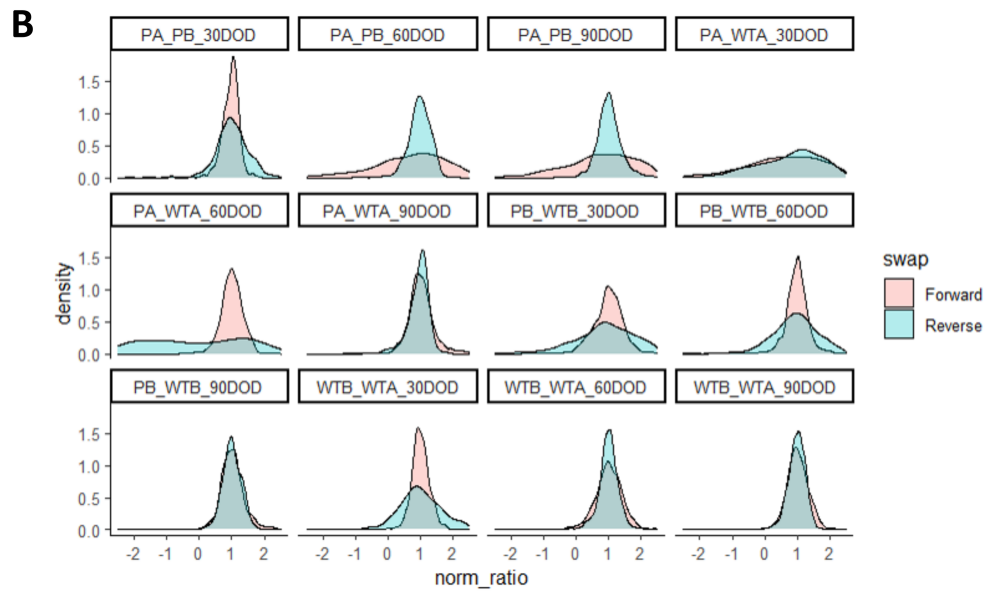 B
PA_PB_30DOD PA_PB_60DOD PA_PB_90DOD PA_WTA_30DOD
1.5
1.0
0.5
0.0
PA_WTA_60DOD PA_WTA_90DOD PB_WTB_30DOD PB_WTB_60DOD
1.5
1.0
0.5
0.0
density
swap
Forward
Reverse
PB_WTB_90DOD WTB_WTA_30DOD WTB_WTA_60DOD WTB_WTA_90DOD
1.5
1.0
0.5
0.0
-2 -1 0 1 2 -2 -1 0 1 2 -2 -1 0 1 2 -2 -1 0 1 2
norm_ratio